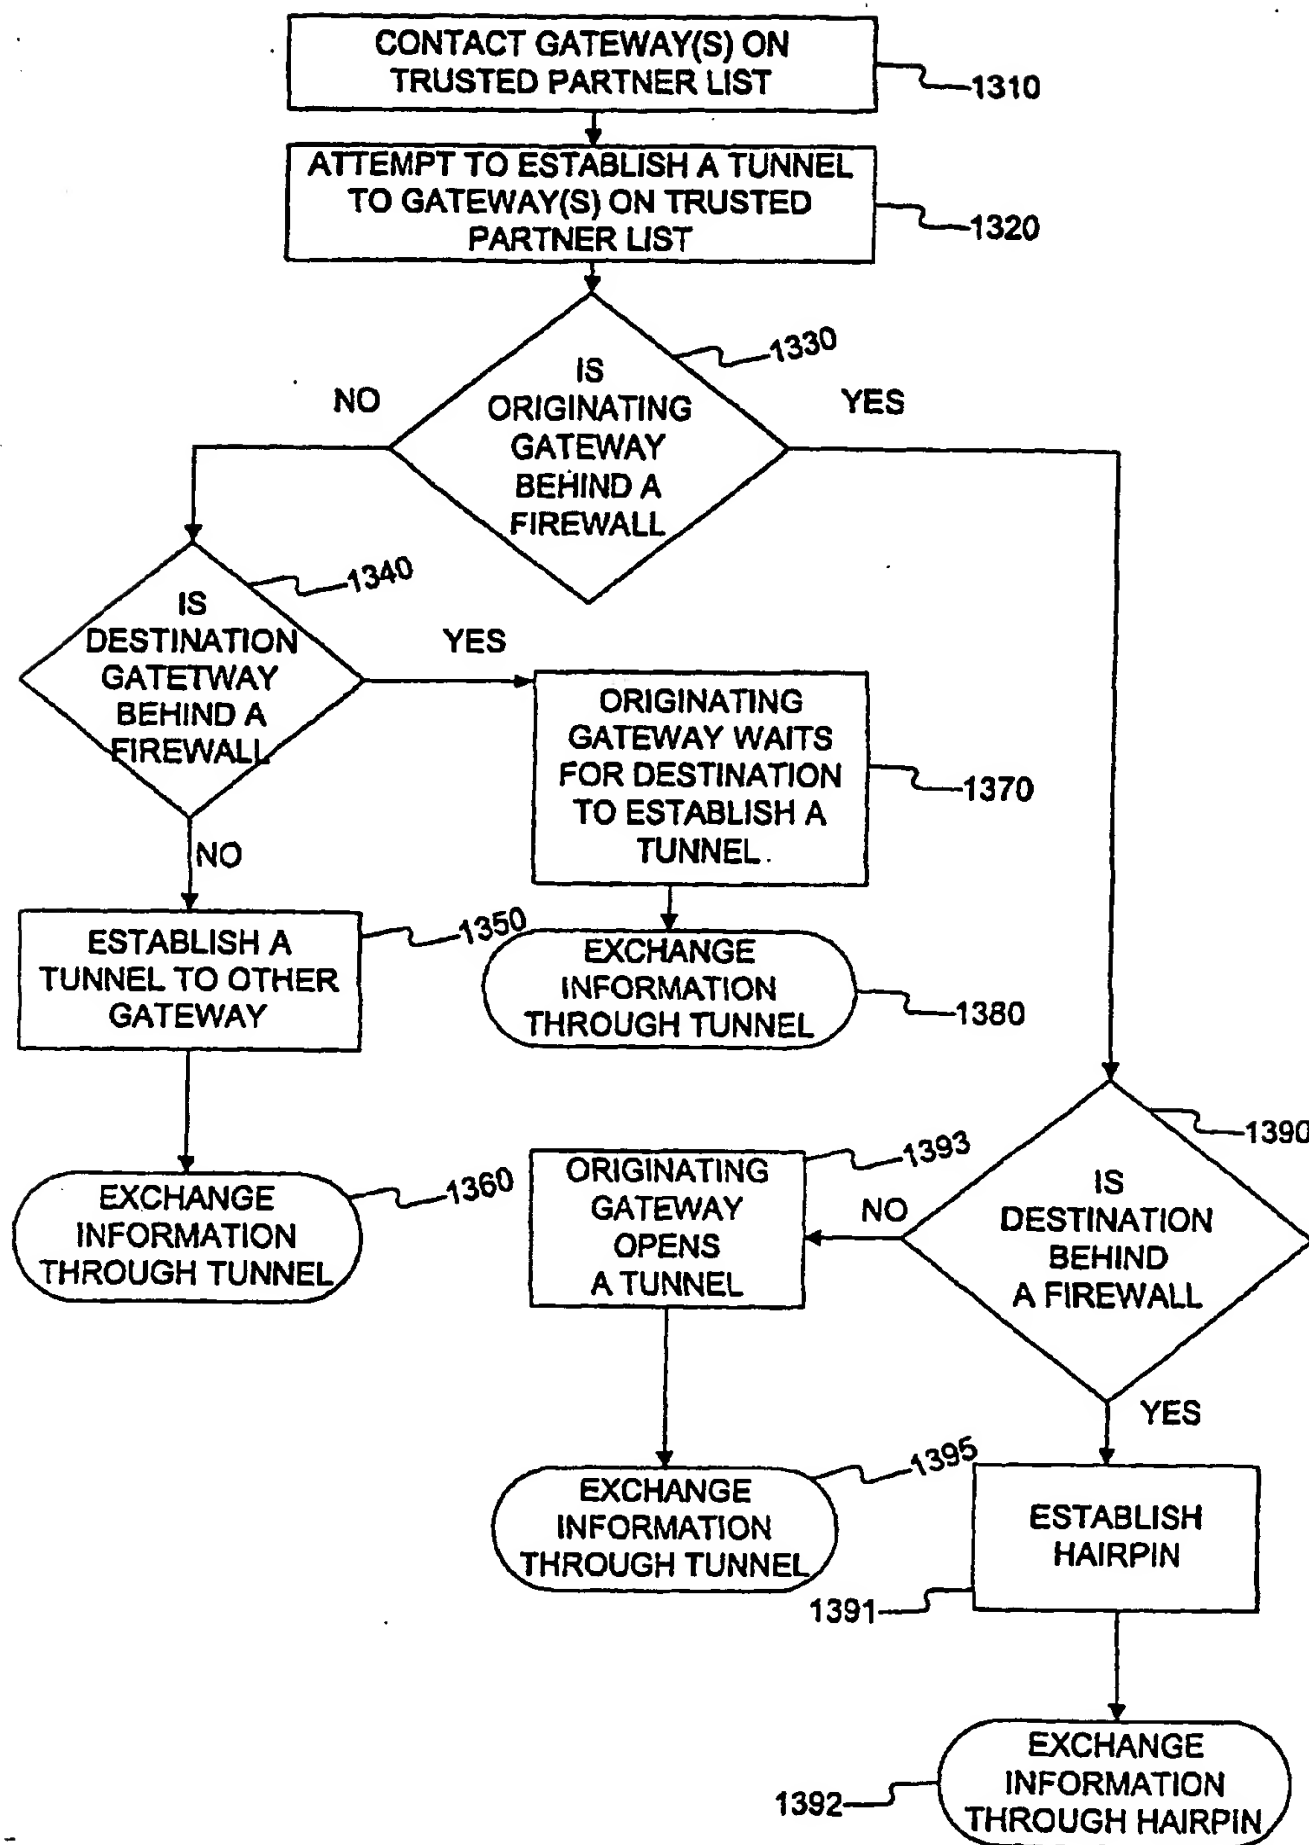 CONTACT GATEWAY(S) ON
TRUSTED PARTNER LIST
1310
ATTEMPT TO ESTABLISH A TUNNEL
TO GATEWAY(S) ON TRUSTED
PARTNER LIST
1320
1330
IS
ORIGINATING
GATEWAY
BEHIND A
FIREWALL
NO
YES
1340
IS
DESTINATION
GATETWAY
BEHIND A
FIREWALL
YES
NO
ORIGINATING
GATEWAY WAITS
FOR DESTINATION
TO ESTABLISH A
TUNNEL
1370
ESTABLISH A
TUNNEL TO OTHER
GATEWAY
1350
EXCHANGE
INFORMATION
THROUGH TUNNEL
1380
EXCHANGE
INFORMATION
THROUGH TUNNEL
1360
1390
IS
DESTINATION
BEHIND
A FIREWALL
NO
YES
ORIGINATING
GATEWAY
OPENS
A TUNNEL
1393
EXCHANGE
INFORMATION
THROUGH TUNNEL
1395
ESTABLISH
HAIRPIN
1391
EXCHANGE
INFORMATION
THROUGH HAIRPIN
1392